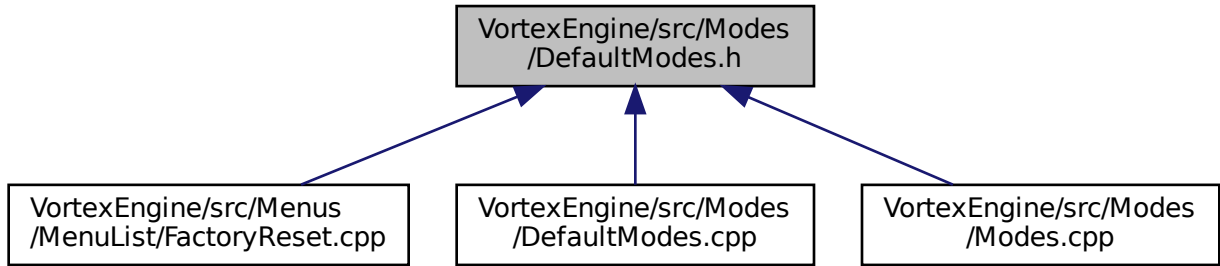 VortexEngine/src/Modes
/DefaultModes.h
VortexEngine/src/Menus
/MenuList/FactoryReset.cpp
VortexEngine/src/Modes
/DefaultModes.cpp
VortexEngine/src/Modes
/Modes.cpp